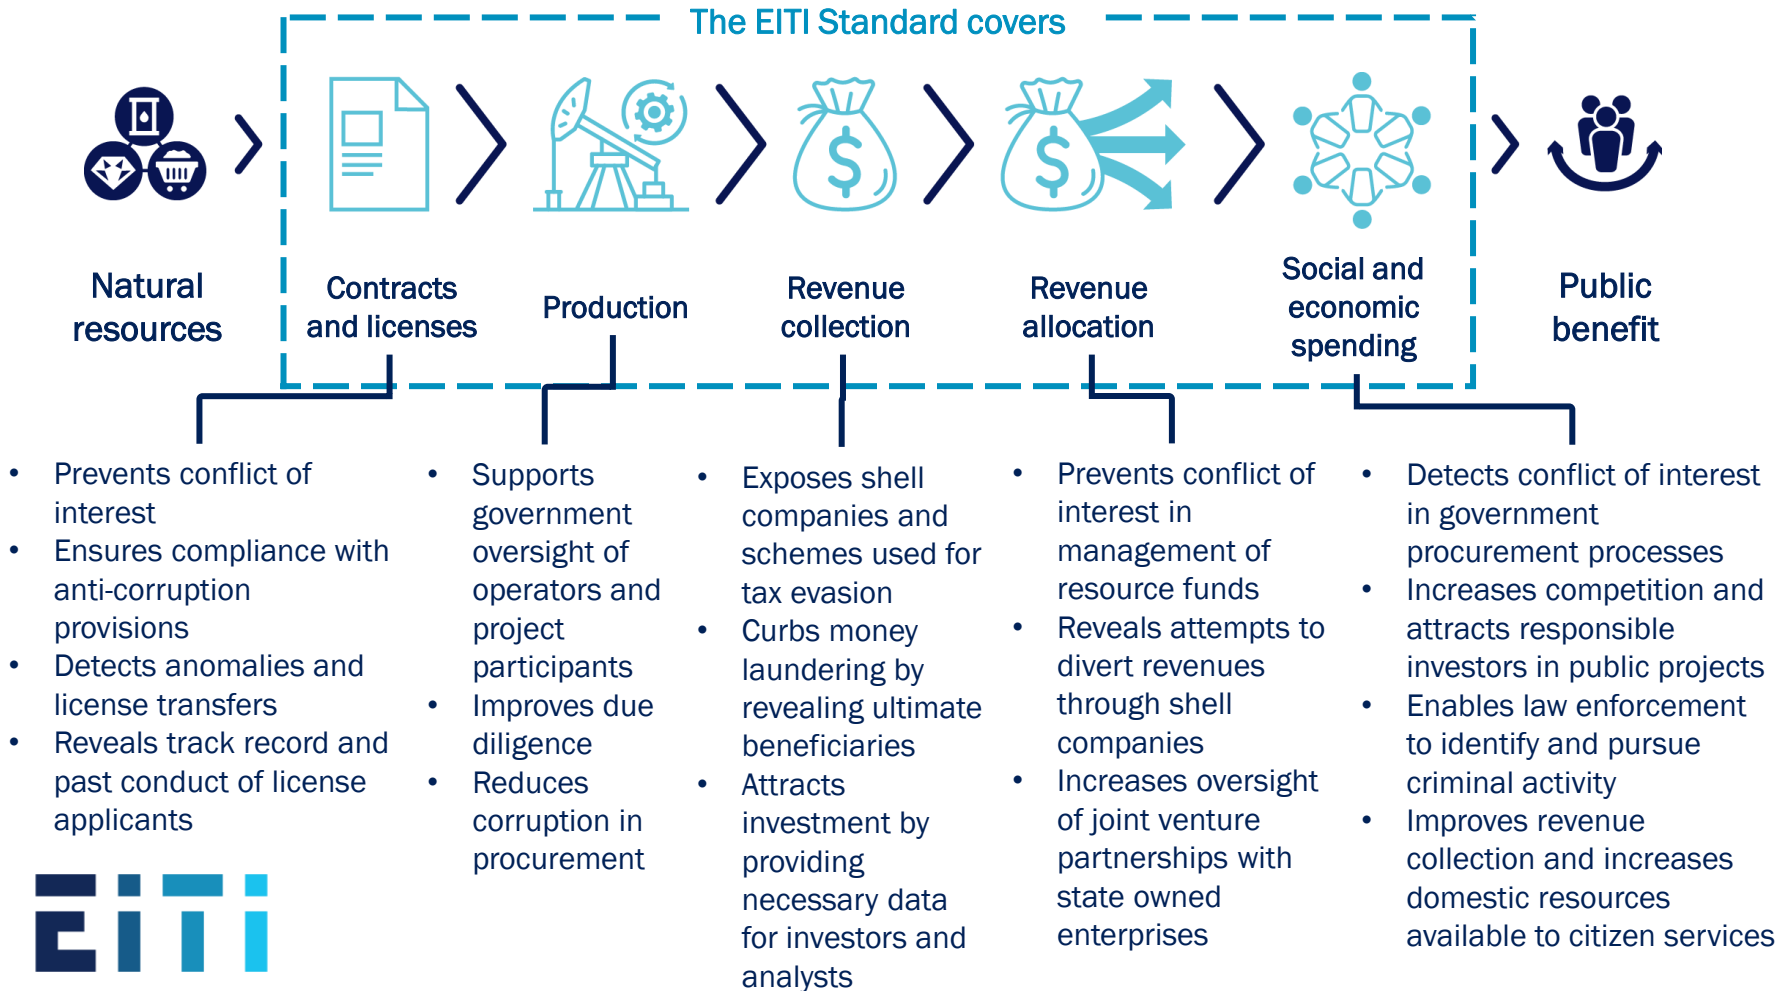 The EITI Standard covers
Natural
resources
Contracts
and licenses
Production
Revenue
collection
Revenue
allocation
Social and
economic
spending
Public
benefit
• Prevents conflict of
interest
• Ensures compliance with
anti-corruption
provisions
• Detects anomalies and
license transfers
• Reveals track record and
past conduct of license
applicants
• Supports
government
oversight of
operators and
project
participants
• Improves due
diligence
• Reduces
corruption in
procurement
• Exposes shell
companies and
schemes used for
tax evasion
• Curbs money
laundering by
revealing ultimate
beneficiaries
• Attracts
investment by
providing
necessary data
for investors and
analysts
• Prevents conflict of
interest in
management of
resource funds
• Reveals attempts to
divert revenues
through shell
companies
• Increases oversight
of joint venture
partnerships with
state owned
enterprises
• Detects conflict of interest
in government
procurement processes
• Increases competition and
attracts responsible
investors in public projects
• Enables law enforcement
to identify and pursue
criminal activity
• Improves revenue
collection and increases
domestic resources
available to citizen services
$
$
EiTi